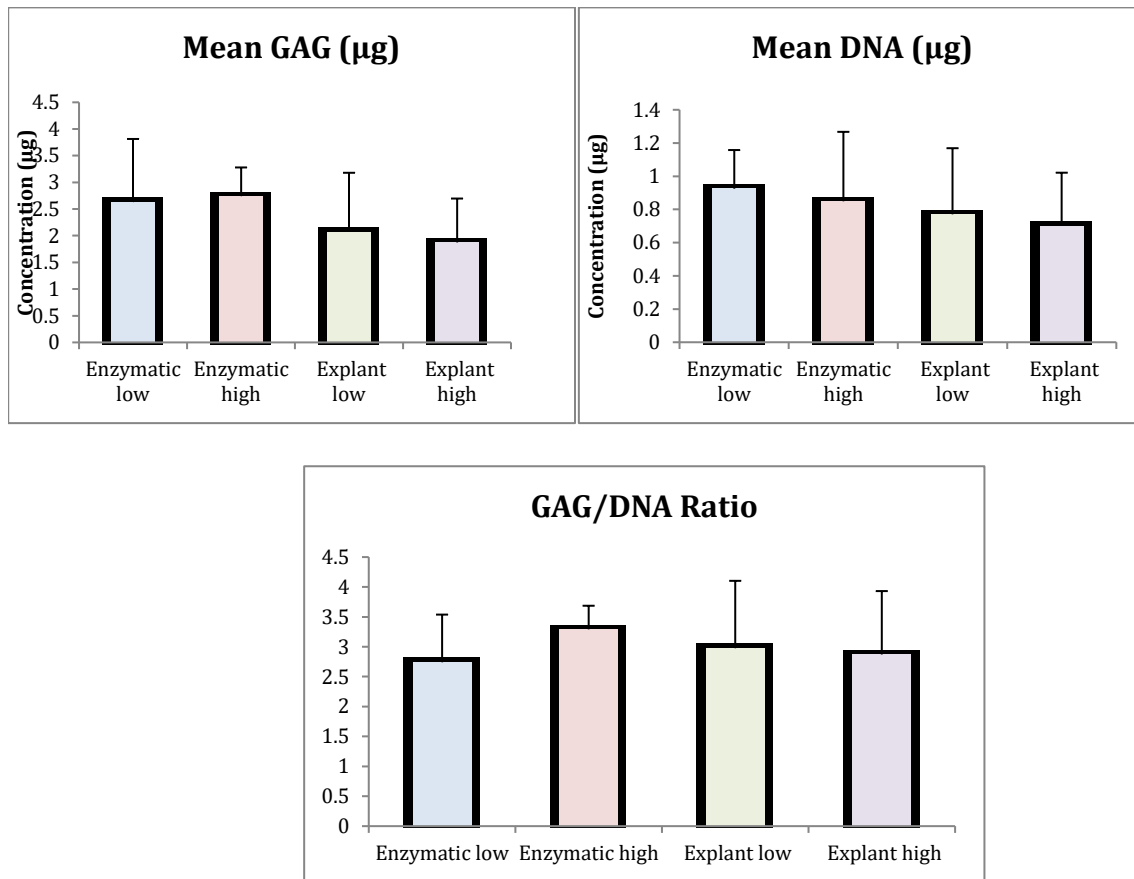 Mean GAG (µg)
Concentration (µg)
4.5
4
3.5
3
2.5
2
1.5
1
0.5
0
Enzymatic low
Enzymatic high
Explant low
Explant high
Mean DNA (µg)
Concentration (µg)
1.4
1.2
1
0.8
0.6
0.4
0.2
0
Enzymatic low
Enzymatic high
Explant low
Explant high
GAG/DNA Ratio
4.5
4
3.5
3
2.5
2
1.5
1
0.5
0
Enzymatic low Enzymatic high Explant low Explant high